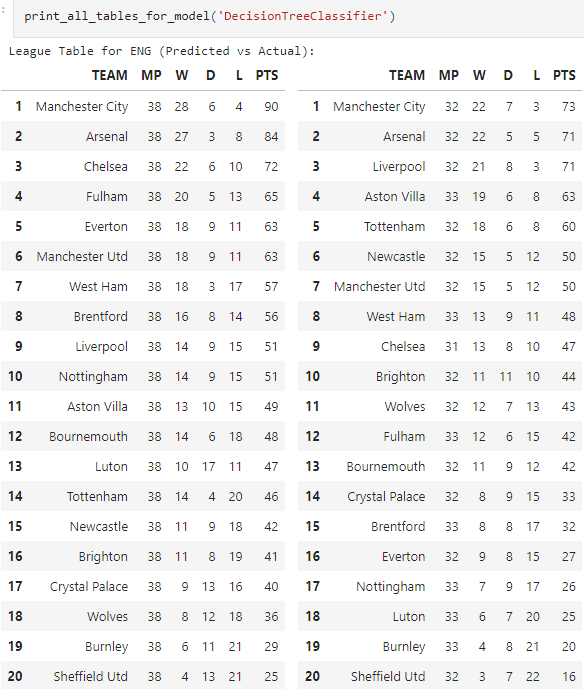 print_all_tables_for_model('DecisionTreeClassifier')
League Table for ENG (Predicted vs Actual):
TEAM MP W D L PTS TEAM MP W D L PTS
1 Manchester City 38 28 6 4 90 1 Manchester City 32 22 7 3 73
2 Arsenal 38 27 3 8 84 2 Arsenal 32 22 5 5 71
3 Chelsea 38 22 6 10 72 3 Liverpool 32 21 8 3 71
4 Fulham 38 20 5 13 65 4 Aston Villa 33 19 6 8 63
5 Everton 38 18 9 11 63 5 Tottenham 32 18 6 8 60
6 Manchester Utd 38 18 9 11 63 6 Newcastle 32 15 5 12 50
7 West Ham 38 18 3 17 57 7 Manchester Utd 32 15 5 12 50
8 Brentford 38 16 8 14 56 8 West Ham 33 13 9 11 48
9 Liverpool 38 14 9 15 51 9 Chelsea 31 13 8 10 47
10 Nottingham 38 14 9 15 51 10 Brighton 32 11 11 10 44
11 Aston Villa 38 13 10 15 49 11 Wolves 32 12 7 13 43
12 Bournemouth 38 14 6 18 48 12 Fulham 33 12 6 15 42
13 Luton 38 10 17 11 47 13 Bournemouth 32 11 9 12 42
14 Tottenham 38 14 4 20 46 14 Crystal Palace 32 8 9 15 33
15 Newcastle 38 11 9 18 42 15 Brentford 33 8 8 17 32
16 Brighton 38 11 8 19 41 16 Everton 32 9 8 15 27
17 Crystal Palace 38 9 13 16 40 17 Nottingham 33 7 9 17 26
18 Wolves 38 8 12 18 36 18 Luton 33 6 7 20 25
19 Burnley 38 6 11 21 29 19 Burnley 33 4 8 21 20
20 Sheffield Utd 38 4 13 21 25 20 Sheffield Utd 32 3 7 22 16